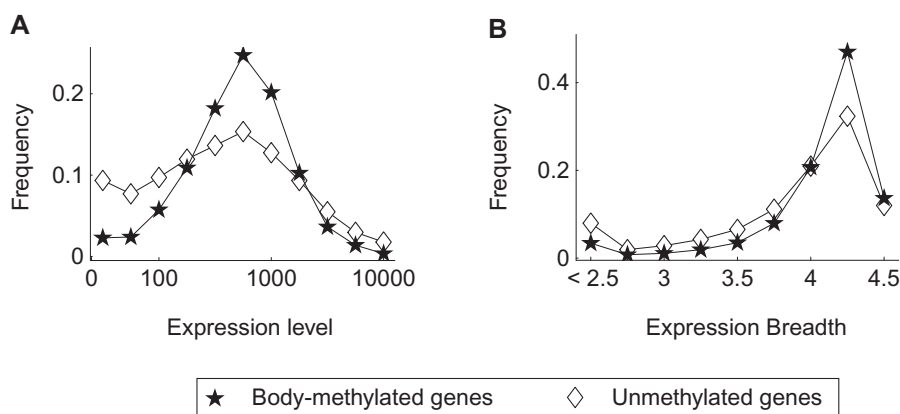 A
Frequency
0.2
0.1
0
0 100 1000 10000
Expression level
B
Frequency
0.4
0.2
0
< 2.5 3 3.5 4 4.5
Expression Breadth
Body-methylated genes Unmethylated genes